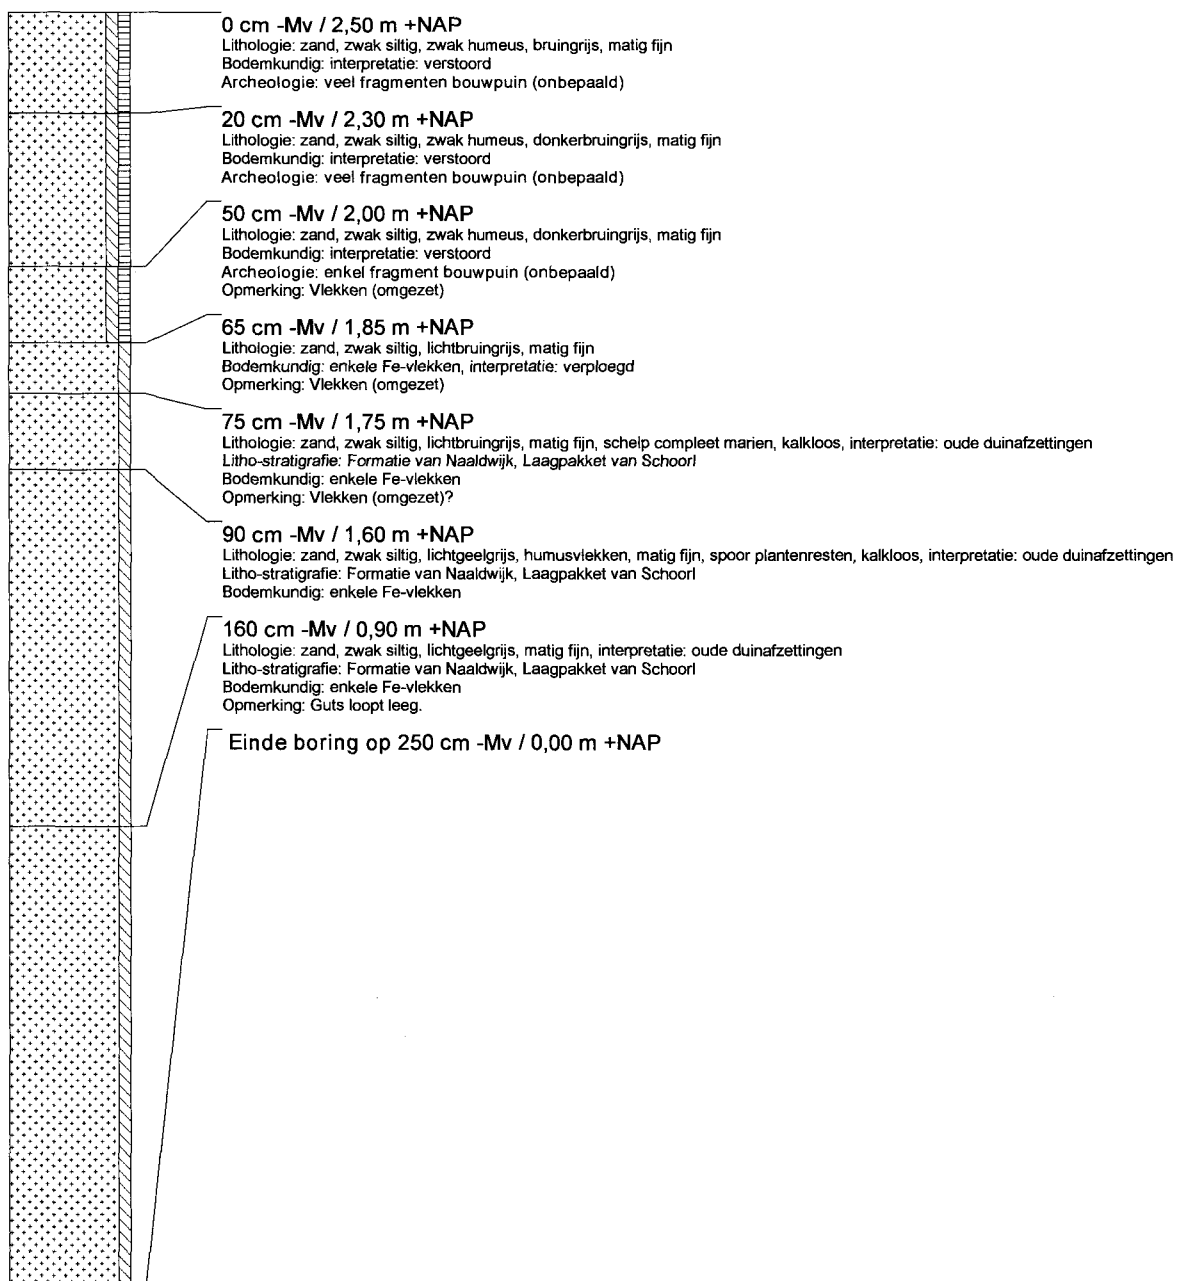 0 cm -Mv / 2,50 m +NAP
Lithologie: zand, zwak siltig, zwak humeus, bruingrijs, matig fijn
Bodemkundig: interpretatie: verstoord
Archeologie: veel fragmenten bouwpuin (onbepaald)
20 cm -Mv / 2,30 m +NAP
Lithologie: zand, zwak siltig, zwak humeus, donkerbruingrijs, matig fijn
Bodemkundig: interpretatie: verstoord
Archeologie: veel fragmenten bouwpuin (onbepaald)
50 cm -Mv / 2,00 m +NAP
Lithologie: zand, zwak siltig, zwak humeus, donkerbruingrijs, matig fijn
Bodemkundig: interpretatie: verstoord
Archeologie: enkel fragment bouwpuin (onbepaald)
Opmerking: Vlekken (omgezet)
65 cm -Mv / 1,85 m +NAP
Lithologie: zand, zwak siltig, lichtbruingrijs, matig fijn
Bodemkundig: enkele Fe-vlekken, interpretatie: verploegd
Opmerking: Vlekken (omgezet)
75 cm -Mv / 1,75 m +NAP
Lithologie: zand, zwak siltig, lichtbruingrijs, matig fijn, schelp compleet marien, kalkloos, interpretatie: oude duinafzettingen
Litho-stratigrafie: Formatie van Naaldwijk, Laagpakket van Schoorl
Bodemkundig: enkele Fe-vlekken
Opmerking: Vlekken (omgezet)?
90 cm -Mv / 1,60 m +NAP
Lithologie: zand, zwak siltig, lichtgeelgrijs, humusvlekken, matig fijn, spoor plantenresten, kalkloos, interpretatie: oude duinafzettingen
Litho-stratigrafie: Formatie van Naaldwijk, Laagpakket van Schoorl
Bodemkundig: enkele Fe-vlekken
160 cm -Mv / 0,90 m +NAP
Lithologie: zand, zwak siltig, lichtgeelgrijs, matig fijn, interpretatie: oude duinafzettingen
Litho-stratigrafie: Formatie van Naaldwijk, Laagpakket van Schoorl
Bodemkundig: enkele Fe-vlekken
Opmerking: Guts loopt leeg.
Einde boring op 250 cm -Mv / 0,00 m +NAP